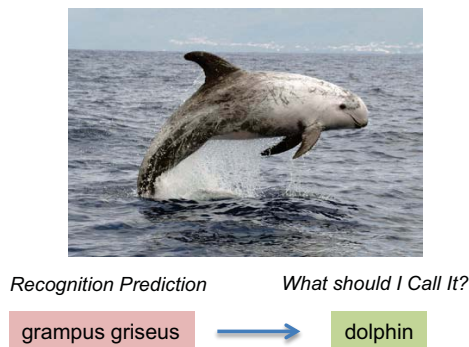 Recognition Prediction
What should I Call It?
grampus griseus
dolphin